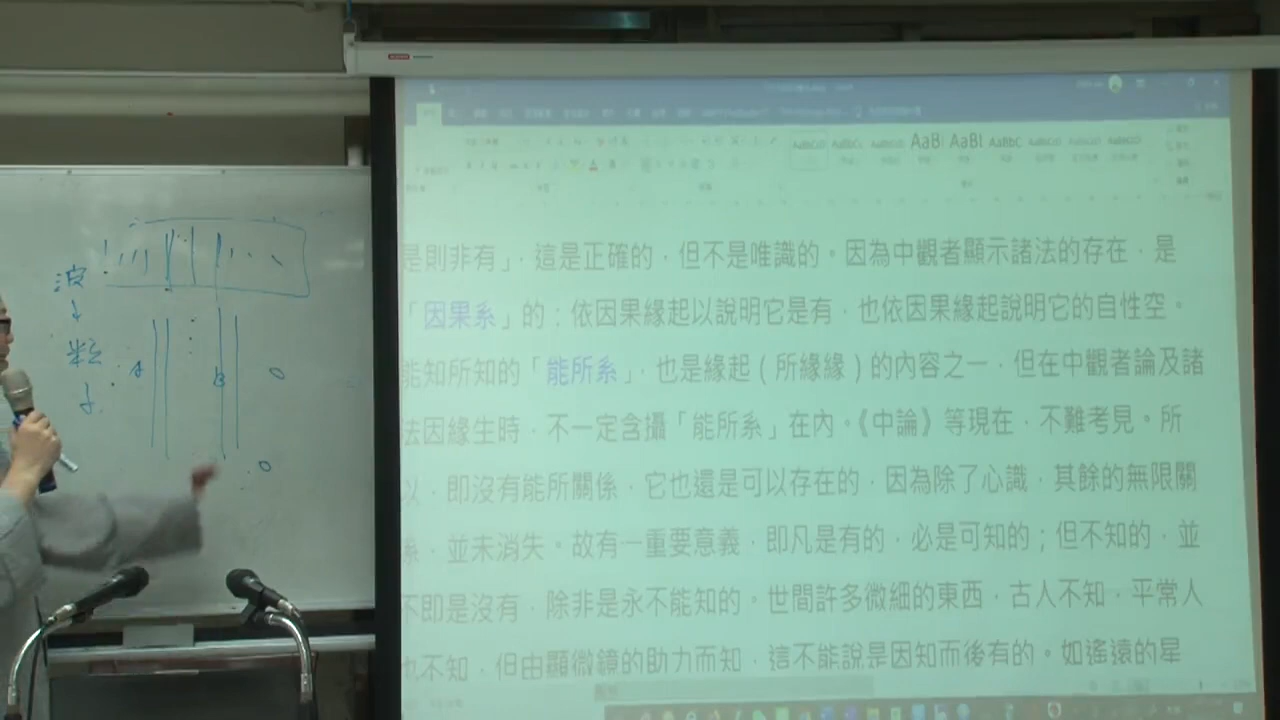 波
粒
子
A
B
AaB AaBl AaBbC
是則非有」，這是正確的，但不是唯識的。因為中觀者顯示諸法的存在，是
「因果系」的；依因果緣起以說明它是有，也依因果緣起說明它的自性空。
能知所知的「能所系」，也是緣起（所緣緣）的內容之一，但在中觀者論及諸
法因緣生時，不一定含攝「能所系」在內。《中論》等現在，不難考見。所
以，即沒有能所關係，它也還是可以存在的，因為除了心識，其餘的無限關
係，並未消失。故有一重要意義，即凡是有的，必是可知的；但不知的，並
不即是沒有，除非是永不能知的。世間許多微細的東西，古人不知，平常人
也不知，但由顯微鏡的助力而知，這不能說是因知而後有的。如遙遠的星